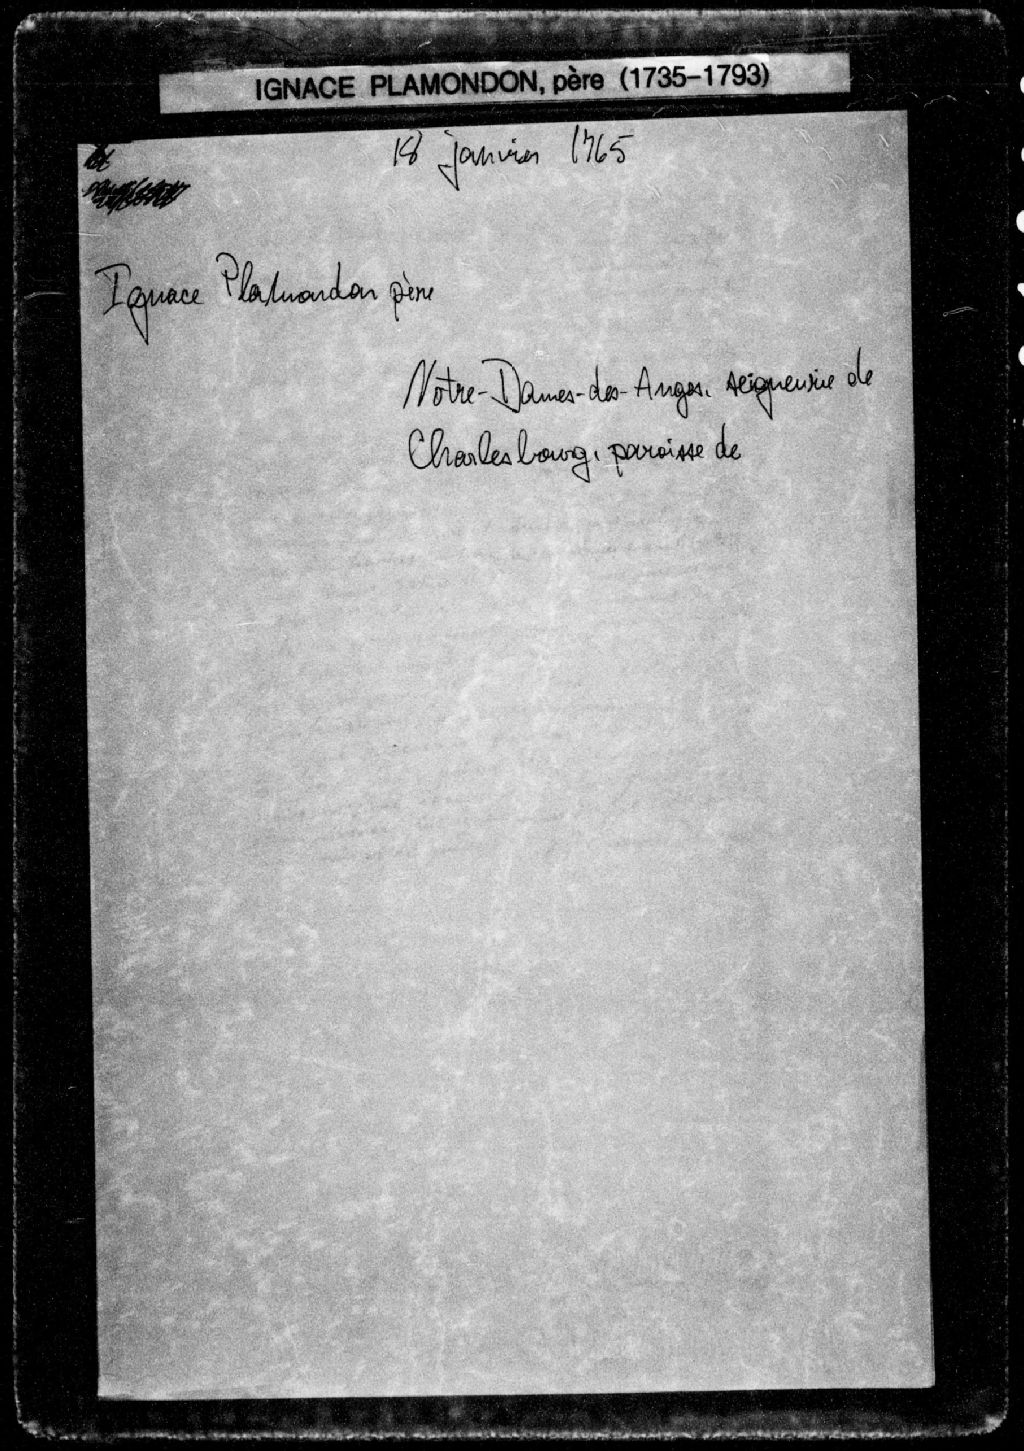 IGNACE PLAMONDON, père (1735–1793)
18 janvier 1765
Ignace Plamondon père
Notre-Dames-des-Anges, seigneurie de
Charlesbourg, paroisse de